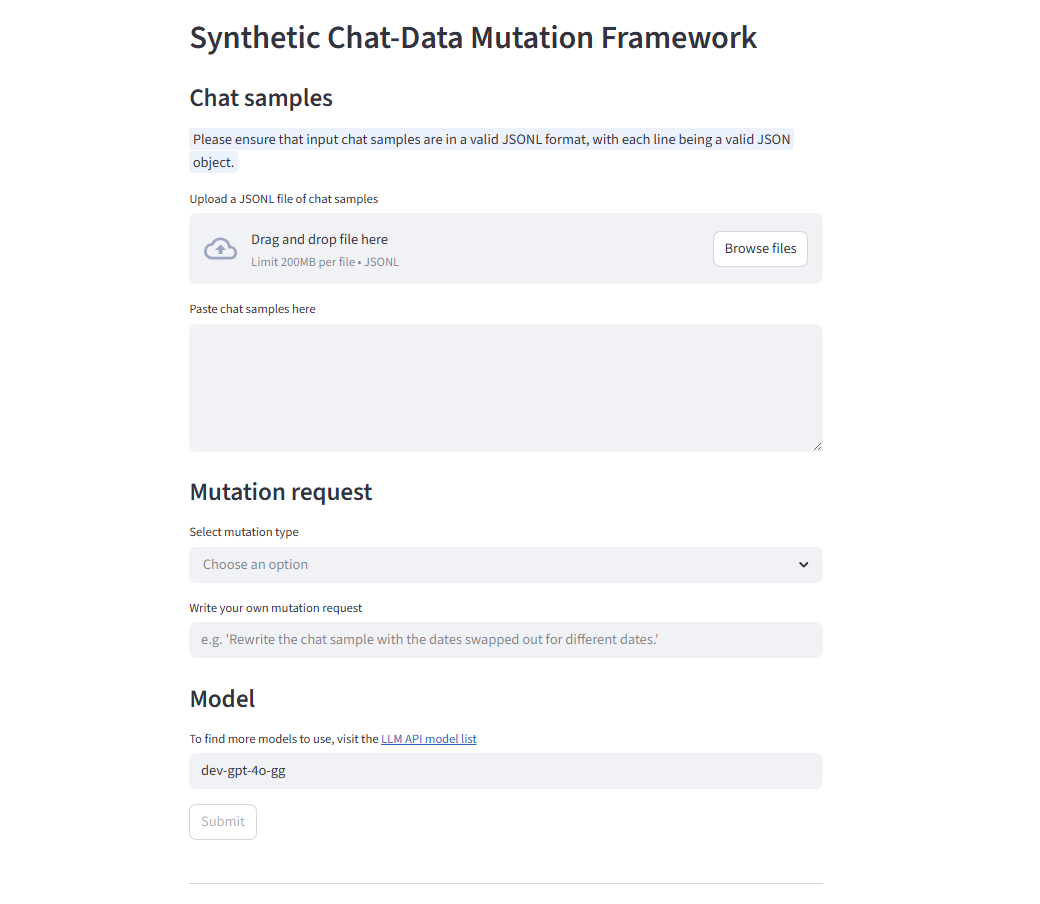 Synthetic Chat-Data Mutation Framework
Chat samples
Please ensure that input chat samples are in a valid JSONL format, with each line being a valid JSON
object.
Upload a JSONL file of chat samples
Drag and drop file here
Limit 200MB per file • JSONL
Browse files
Paste chat samples here
Mutation request
Select mutation type
Choose an option
Write your own mutation request
e.g. 'Rewrite the chat sample with the dates swapped out for different dates.'
Model
To find more models to use, visit the LLM API model list
dev-gpt-4o-gg
Submit